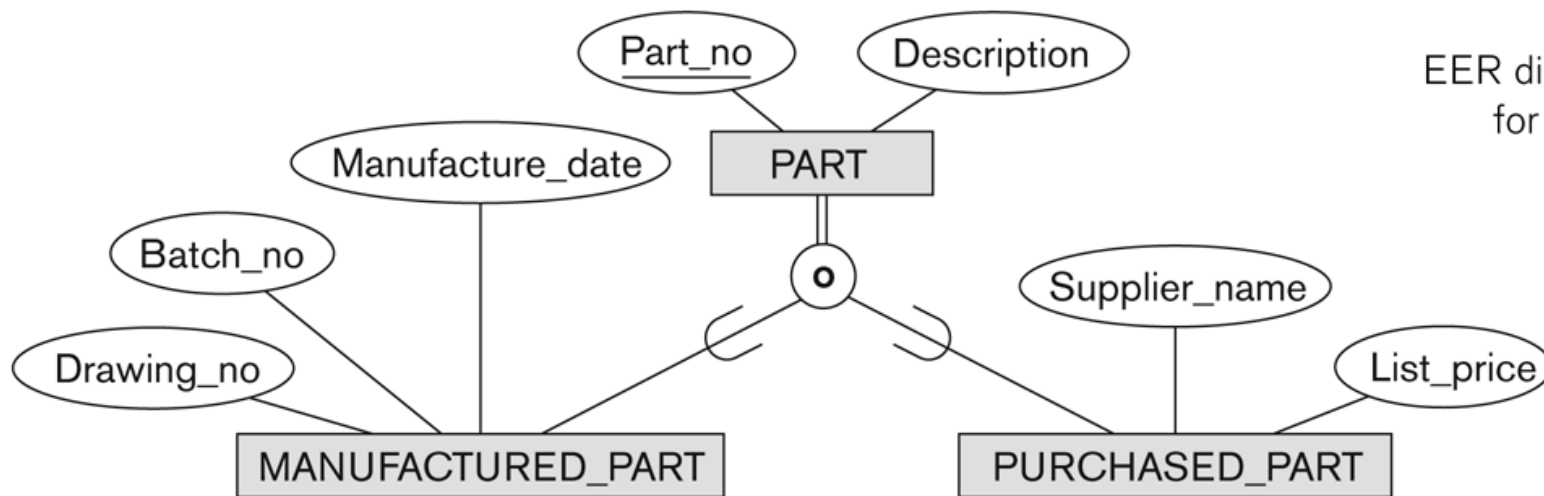 Part_no
Description
EER di
for
Manufacture_date
PART
Batch_no
o
Supplier_name
Drawing_no
List_price
MANUFACTURED_PART
PURCHASED_PART